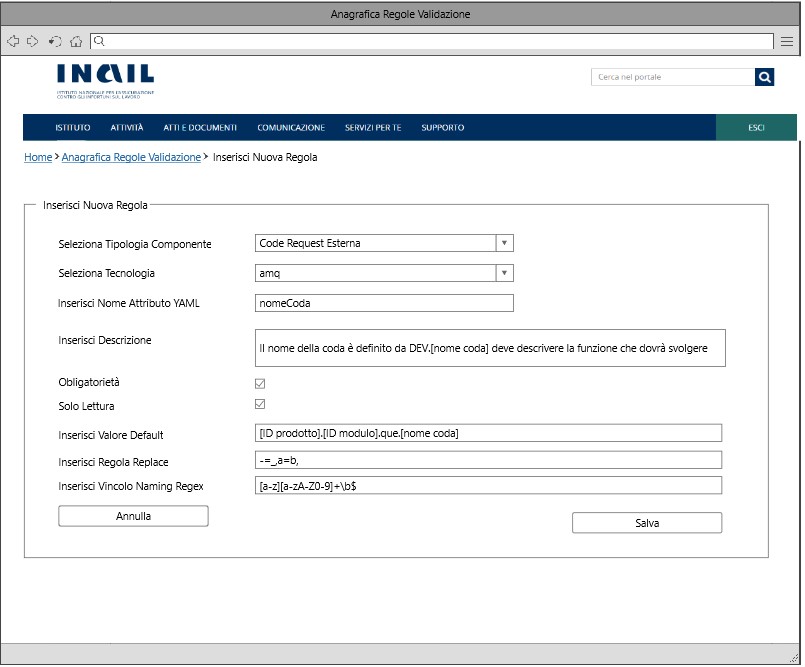 Anagrafica Regole Validazione
INAIL
ISTITUTO NAZIONALE PER L'ASSICURAZIONE
CONTRO GLI INFORTUNI SUL LAVORO
Cerca nel portale
ISTITUTO ATTIVITÀ ATTI E DOCUMENTI COMUNICAZIONE SERVIZI PER TE SUPPORTO ESCI
Home > Anagrafica Regole Validazione > Inserisci Nuova Regola
Inserisci Nuova Regola
Seleziona Tipologia Componente Code Request Esterna
Seleziona Tecnologia amq
Inserisci Nome Attributo YAML nomeCoda
Inserisci Descrizione Il nome della coda è definito da DEV.[nome coda] deve descrivere la funzione che dovrà svolgere
Obligatorietà
Solo Lettura
Inserisci Valore Default [ID prodotto].[ID modulo].que.[nome coda]
Inserisci Regola Replace -=_,a=b,
Inserisci Vincolo Naming Regex [a-z][a-zA-Z0-9]+\b$
Annulla Salva